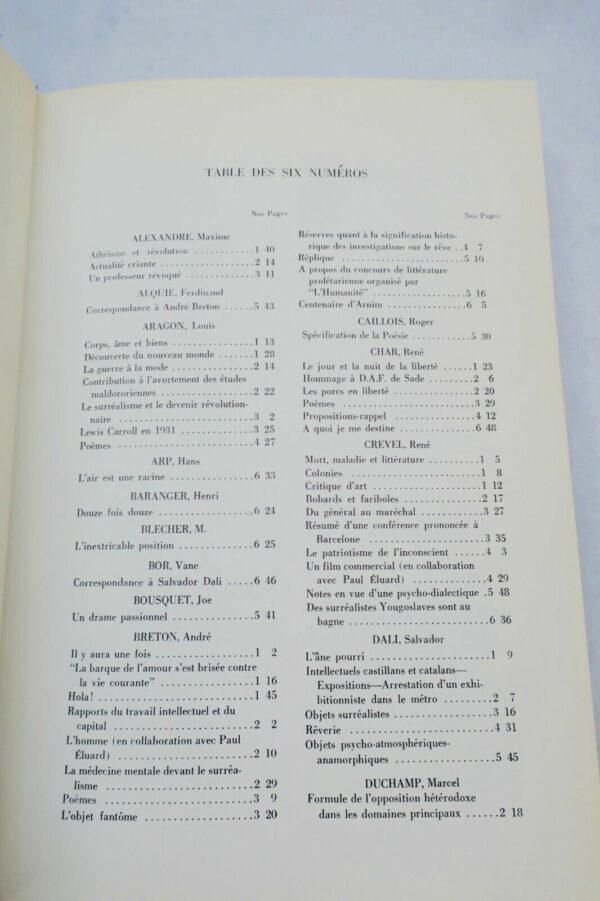 TABLE DES SIX NUMÉROS
Nos Pages
ALEXANDRE, Maxime
Athéisme et révolution ............1 40
Actualité criante ..................2 14
Un professeur révoqué .............3 11
ALQUIE, Ferdinand
Correspondance à André Breton ......5 43
ARAGON, Louis
Corps, âme et biens ................1 13
Découverte du nouveau monde .......1 28
La guerre à la mode ...............2 14
Contribution à l'avortement des études
maldororiennes ..................2 22
Le surréalisme et le devenir révolution-
naire ...........................3 2
Lewis Carroll en 1931 ..............3 25
Poèmes ............................4 27
ARP, Hans
L'air est une racine ................6 33
BARANGER, Henri
Douze fois douze ...................6 24
BLECHER, M.
L'inextricable position .............6 25
BOR, Vane
Correspondance à Salvador Dali .....6 46
BOUSQUET, Joe
Un drame passionnel ...............5 41
BRETON, André
Il y aura une fois ..................1 2
"La barque de l'amour s'est brisée contre
la vie courante" .................1 16
Hola! .............................1 45
Rapports du travail intellectuel et du
capital .........................2 2
L'homme (en collaboration avec Paul
Éluard) ........................2 10
La médecine mentale devant le surréa-
lisme ..........................2 29
Poèmes ...........................3 9
L'objet fantôme ...................3 20
Nos Pages
Réserves quant à la signification histo-
rique des investigations sur le rêve ..4 7
Réplique ..........................5 10
A propos du concours de littérature
prolétarienne organisé par
"L'Humanité" ...................5 16
Centenaire d'Arnim .................6 5
CAILLOIS, Roger
Spécification de la Poésie ............5 30
CHAR, René
Le jour et la nuit de la liberté ......1 23
Hommage à D.A.F. de Sade .........2 6
Les porcs en liberté ................2 20
Poèmes ...........................3 29
Propositions-rappel ................4 12
A quoi je me destine ...............6 48
CREVEL, René
Mort, maladie et littérature .........1 5
Colonies ..........................1 8
Critique d'art .....................1 12
Bobards et fariboles ................2 17
Du général au maréchal ............3 27
Résumé d'une conférence prononcée à
Barcelone .......................3 35
Le patriotisme de l'inconscient ......4 3
Un film commercial (en collaboration
avec Paul Éluard) ...............4 29
Notes en vue d'une psycho-dialectique .5 48
Des surréalistes Yougoslaves sont au
bagne ..........................6 36
DALI, Salvador
L'âne pourri .......................1 9
Intellectuels castillans et catalans—
Expositions—Arrestation d'un exhi-
bitionniste dans le métro .........2 7
Objets surréalistes .................3 16
Rêverie ...........................4 31
Objets psycho-atmosphériques-
anamorphiques ..................5 45
DUCHAMP, Marcel
Formule de l'opposition hétérodoxe
dans les domaines principaux ......2 18